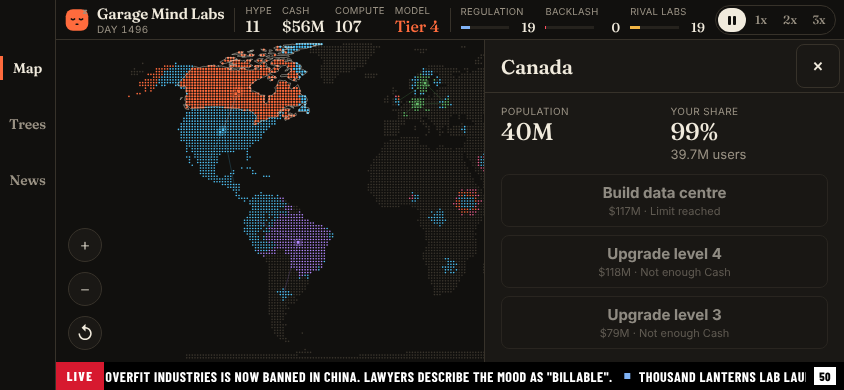 Garage Mind Labs
DAY 1496
HYPE
11
CASH
$56M
COMPUTE
107
MODEL
Tier 4
REGULATION
19
BACKLASH
0
RIVAL LABS
19
1x
2x
3x
Map
Trees
News
Canada
×
POPULATION
40M
YOUR SHARE
99%
39.7M users
Build data centre
$117M · Limit reached
Upgrade level 4
$118M · Not enough Cash
Upgrade level 3
$79M · Not enough Cash
+
−
LIVE
OVERFIT INDUSTRIES IS NOW BANNED IN CHINA. LAWYERS DESCRIBE THE MOOD AS "BILLABLE". ■ THOUSAND LANTERNS LAB
50